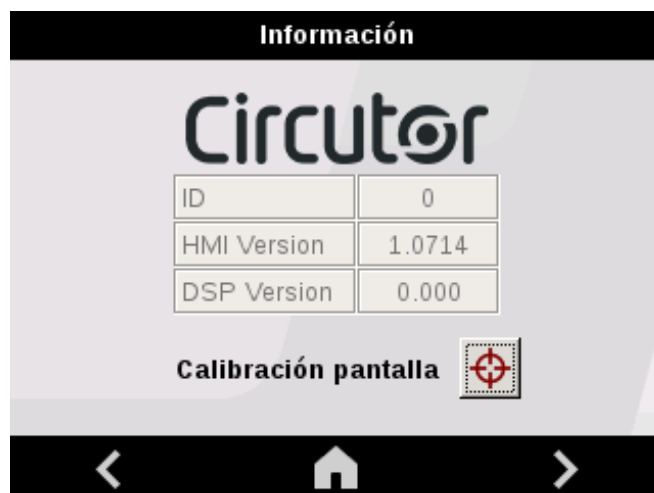 Información
Circutor
ID 0
HMI Version 1.0714
DSP Version 0.000
Calibración pantalla